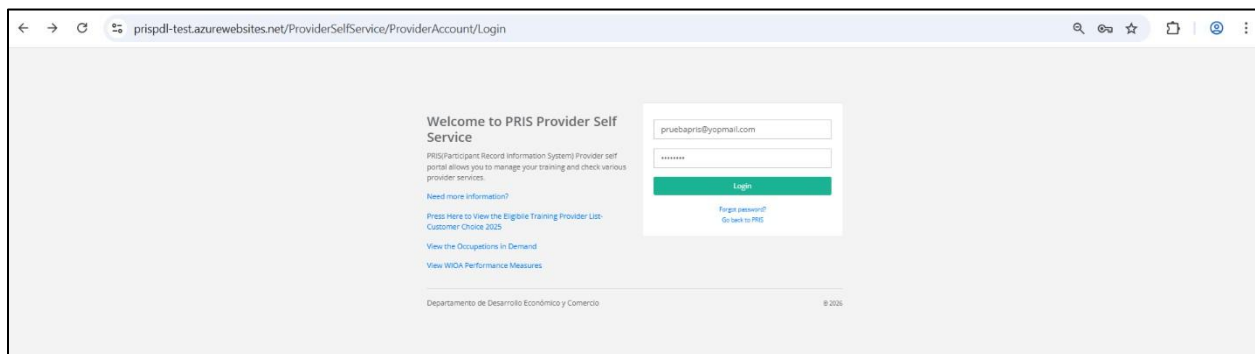 prispdl-test.azurewebsites.net/ProviderSelfService/ProviderAccount/Login
Welcome to PRIS Provider Self
Service
PRIS(Participant Record Information System) Provider self
portal allows you to manage your training and check various
provider services.
Need more information?
Press Here to View the Eligible Training Provider List-
Customer Choice 2025
View the Occupations in Demand
View WIOA Performance Measures
pruebapris@yopmail.com
••••••••
Login
Forgot password?
Go back to PRIS
Departamento de Desarrollo Económico y Comercio
© 2026